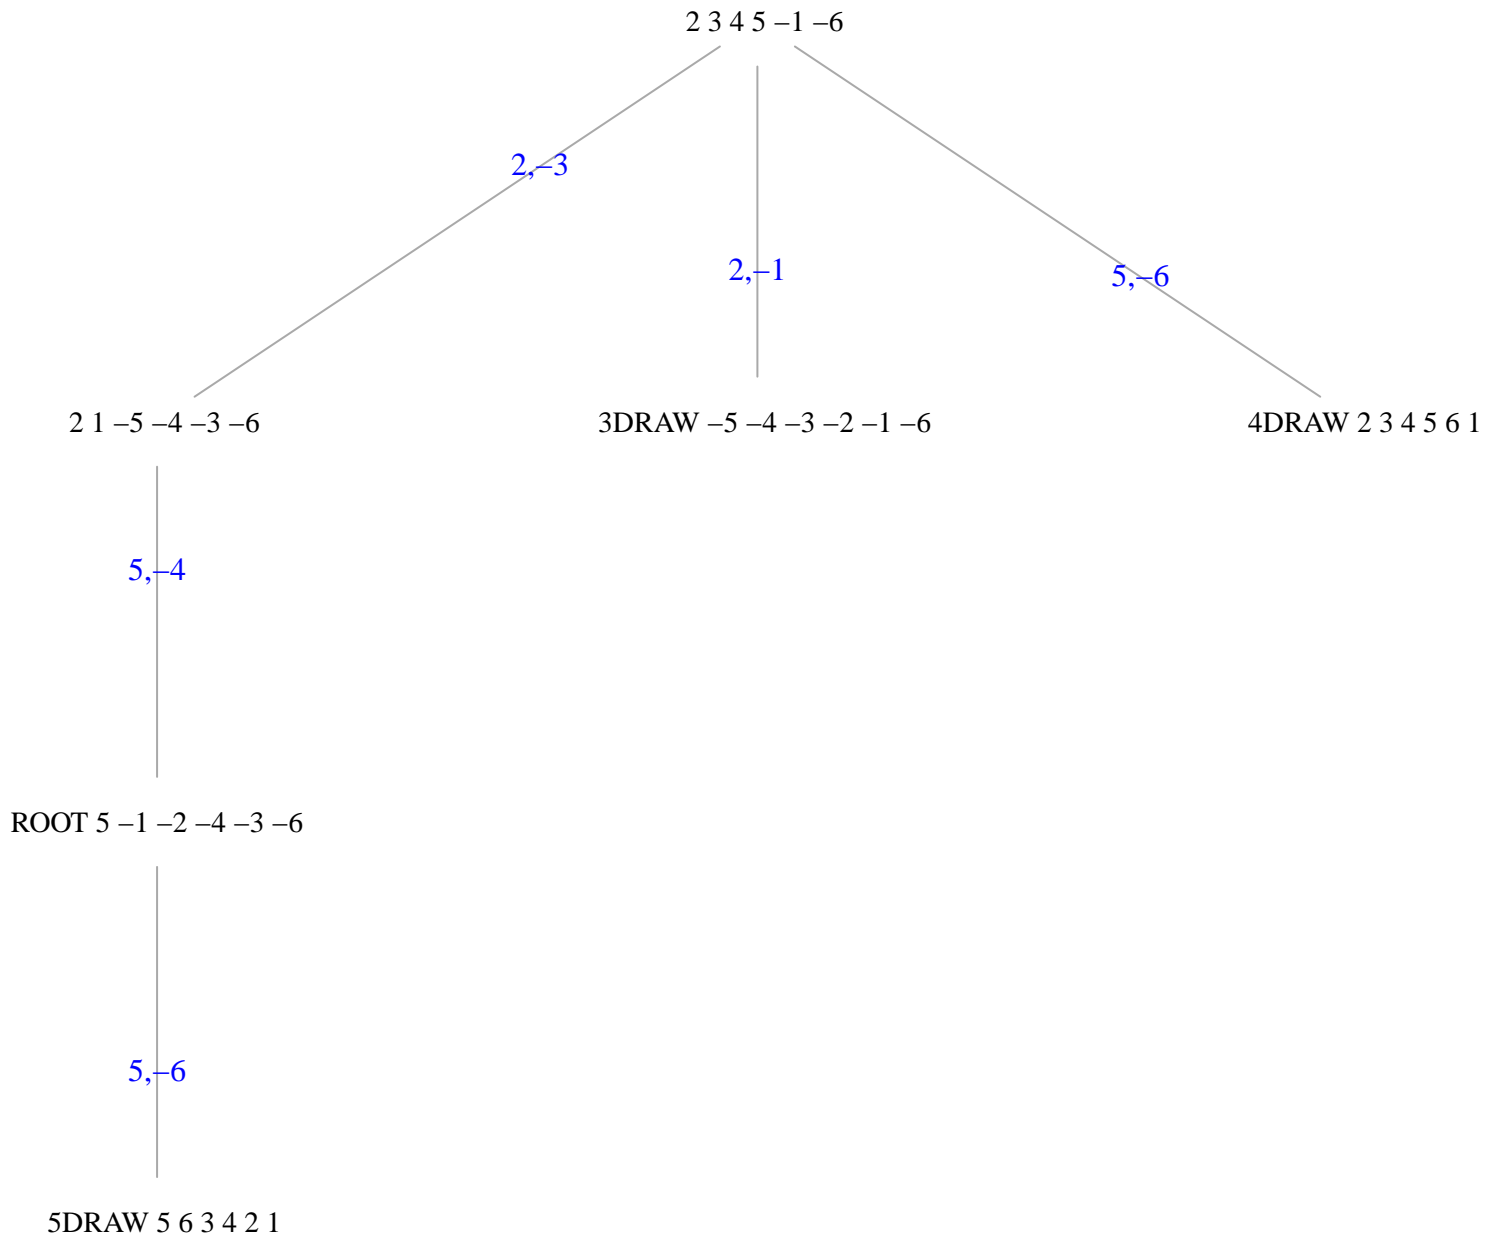 2 3 4 5 –1 –6
2,–3
2,–1
5,–6
2 1 –5 –4 –3 –6
3DRAW –5 –4 –3 –2 –1 –6
4DRAW 2 3 4 5 6 1
5,–4
ROOT 5 –1 –2 –4 –3 –6
5,–6
5DRAW 5 6 3 4 2 1